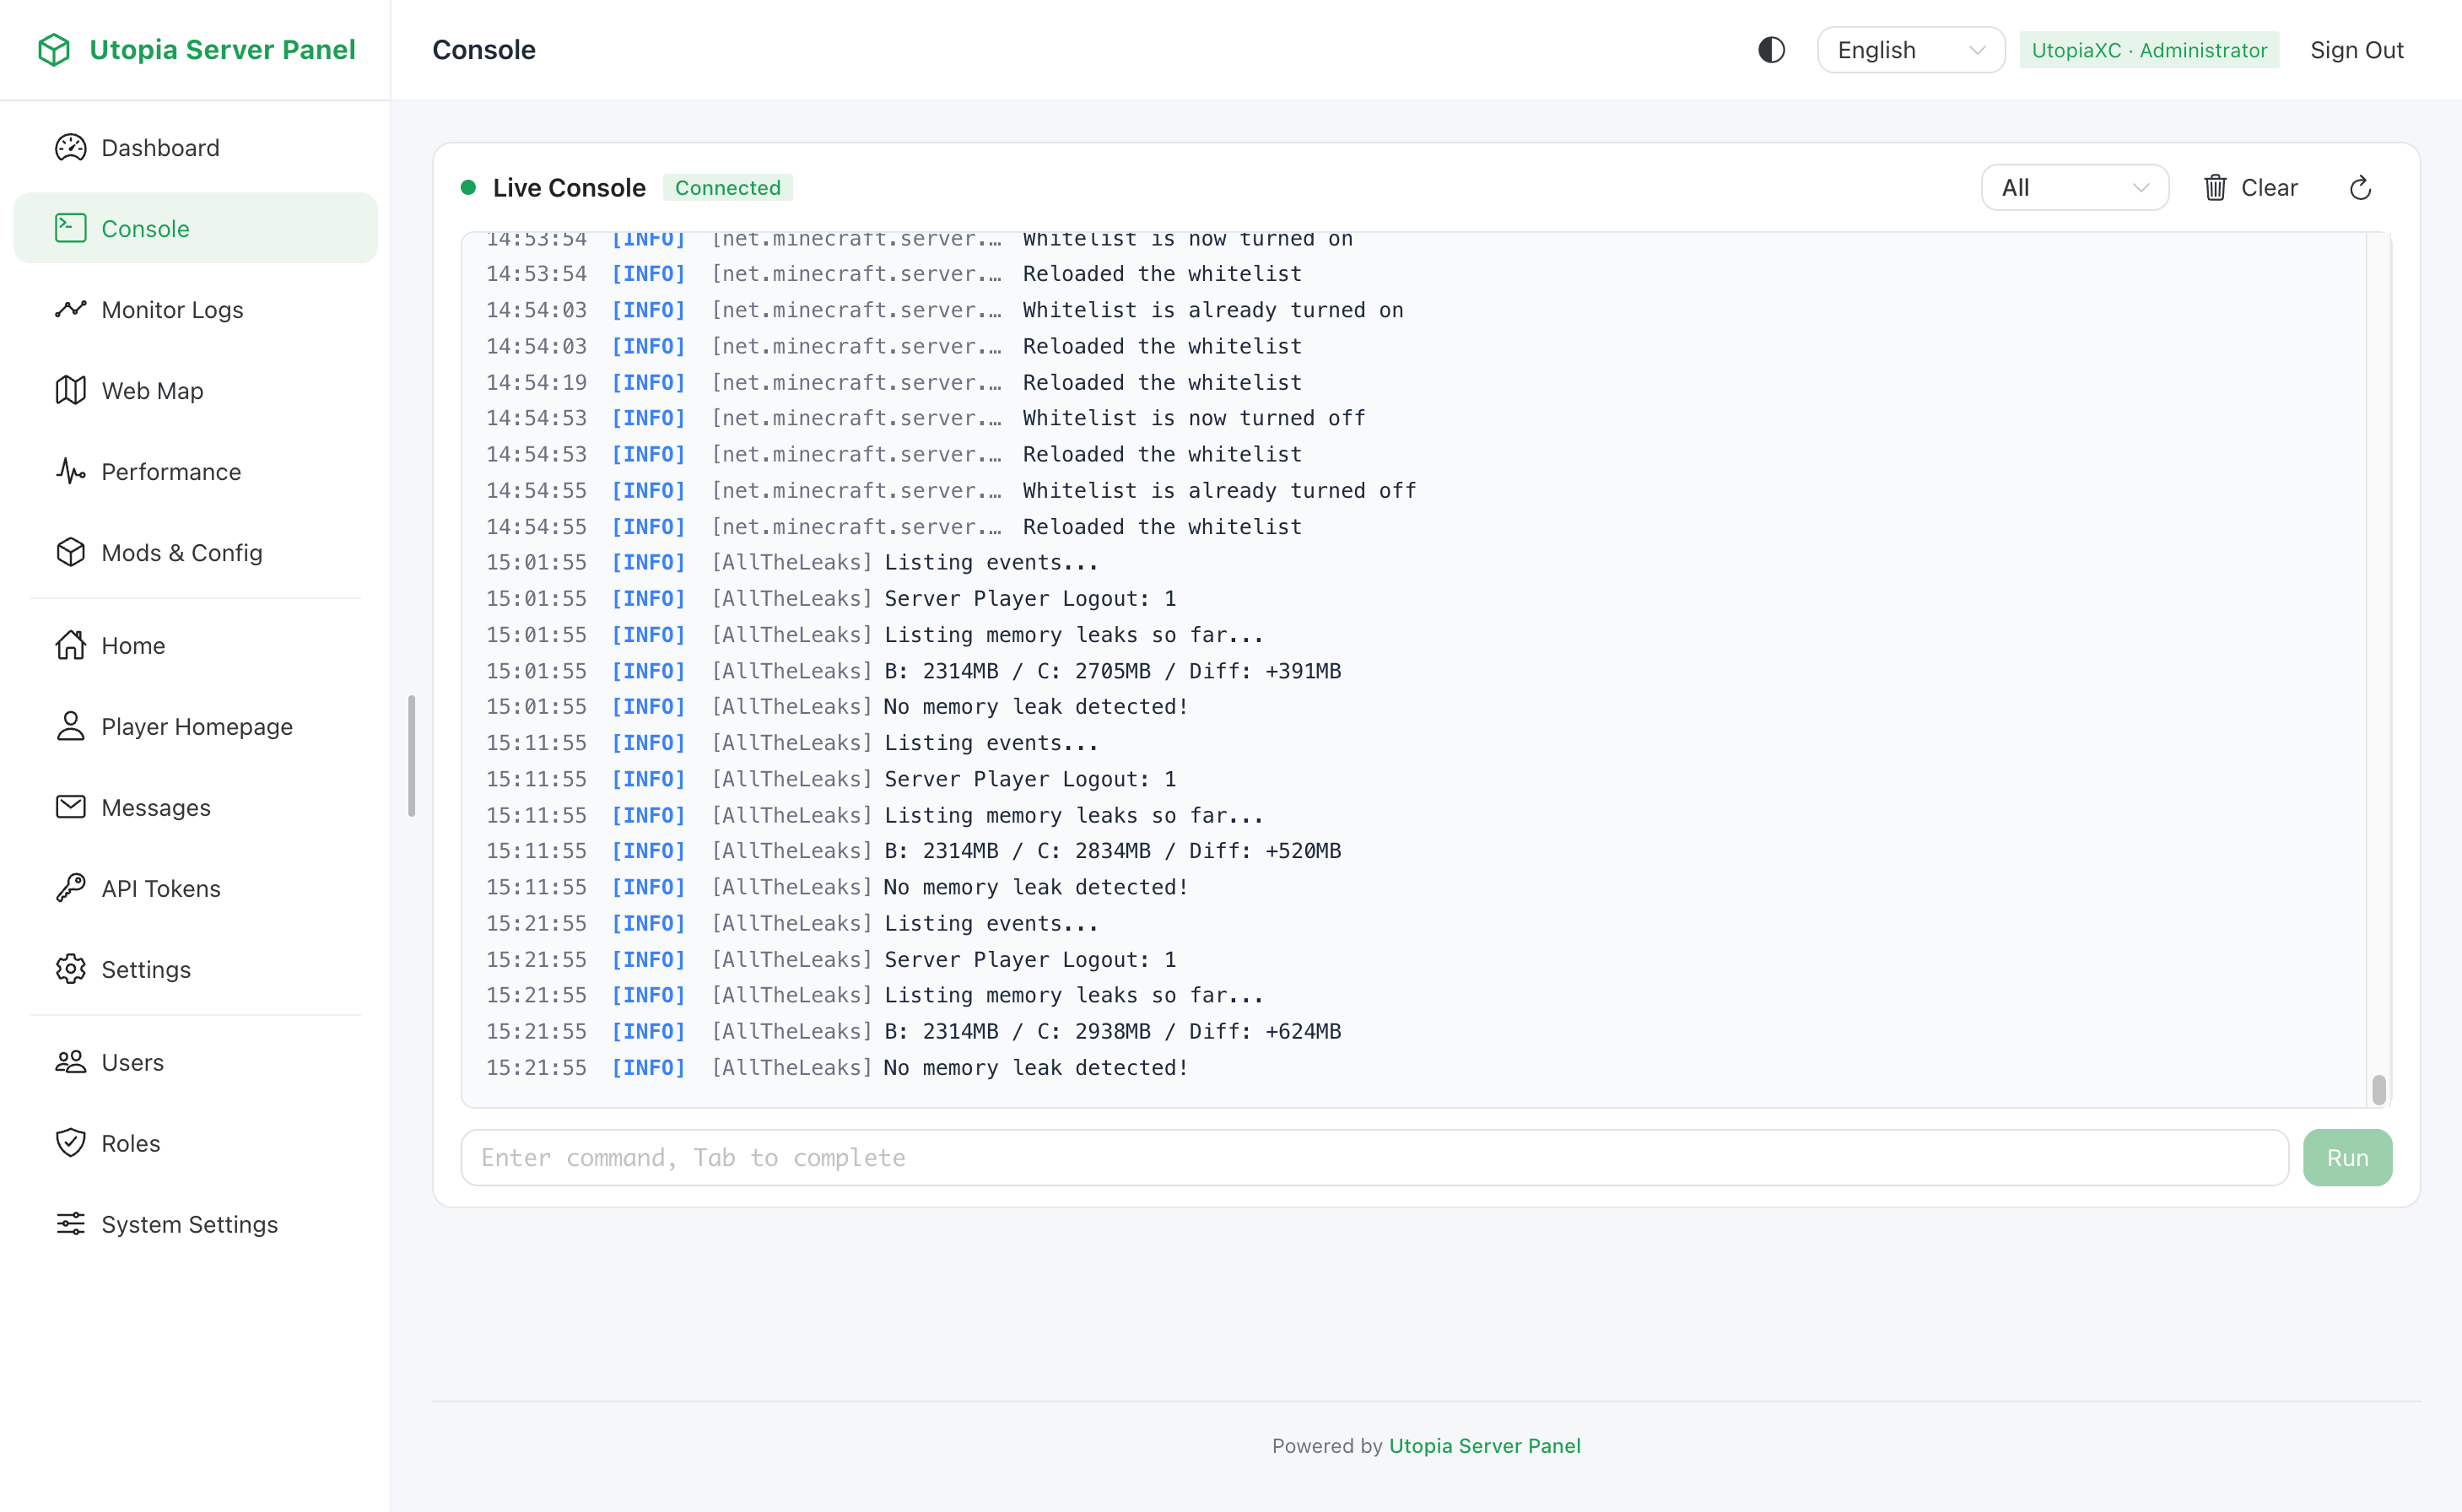 Utopia Server Panel
Console
English
UtopiaXC · Administrator
Sign Out
Dashboard
Console
Monitor Logs
Web Map
Performance
Mods & Config
Home
Player Homepage
Messages
API Tokens
Settings
Users
Roles
System Settings
Live Console
Connected
All
Clear
14:53:54 [INFO] [net.minecraft.server.… Whitelist is now turned on
14:53:54 [INFO] [net.minecraft.server.… Reloaded the whitelist
14:54:03 [INFO] [net.minecraft.server.… Whitelist is already turned on
14:54:03 [INFO] [net.minecraft.server.… Reloaded the whitelist
14:54:19 [INFO] [net.minecraft.server.… Reloaded the whitelist
14:54:53 [INFO] [net.minecraft.server.… Whitelist is now turned off
14:54:53 [INFO] [net.minecraft.server.… Reloaded the whitelist
14:54:55 [INFO] [net.minecraft.server.… Whitelist is already turned off
14:54:55 [INFO] [net.minecraft.server.… Reloaded the whitelist
15:01:55 [INFO] [AllTheLeaks] Listing events...
15:01:55 [INFO] [AllTheLeaks] Server Player Logout: 1
15:01:55 [INFO] [AllTheLeaks] Listing memory leaks so far...
15:01:55 [INFO] [AllTheLeaks] B: 2314MB / C: 2705MB / Diff: +391MB
15:01:55 [INFO] [AllTheLeaks] No memory leak detected!
15:11:55 [INFO] [AllTheLeaks] Listing events...
15:11:55 [INFO] [AllTheLeaks] Server Player Logout: 1
15:11:55 [INFO] [AllTheLeaks] Listing memory leaks so far...
15:11:55 [INFO] [AllTheLeaks] B: 2314MB / C: 2834MB / Diff: +520MB
15:11:55 [INFO] [AllTheLeaks] No memory leak detected!
15:21:55 [INFO] [AllTheLeaks] Listing events...
15:21:55 [INFO] [AllTheLeaks] Server Player Logout: 1
15:21:55 [INFO] [AllTheLeaks] Listing memory leaks so far...
15:21:55 [INFO] [AllTheLeaks] B: 2314MB / C: 2938MB / Diff: +624MB
15:21:55 [INFO] [AllTheLeaks] No memory leak detected!
Enter command, Tab to complete
Run
Powered by Utopia Server Panel